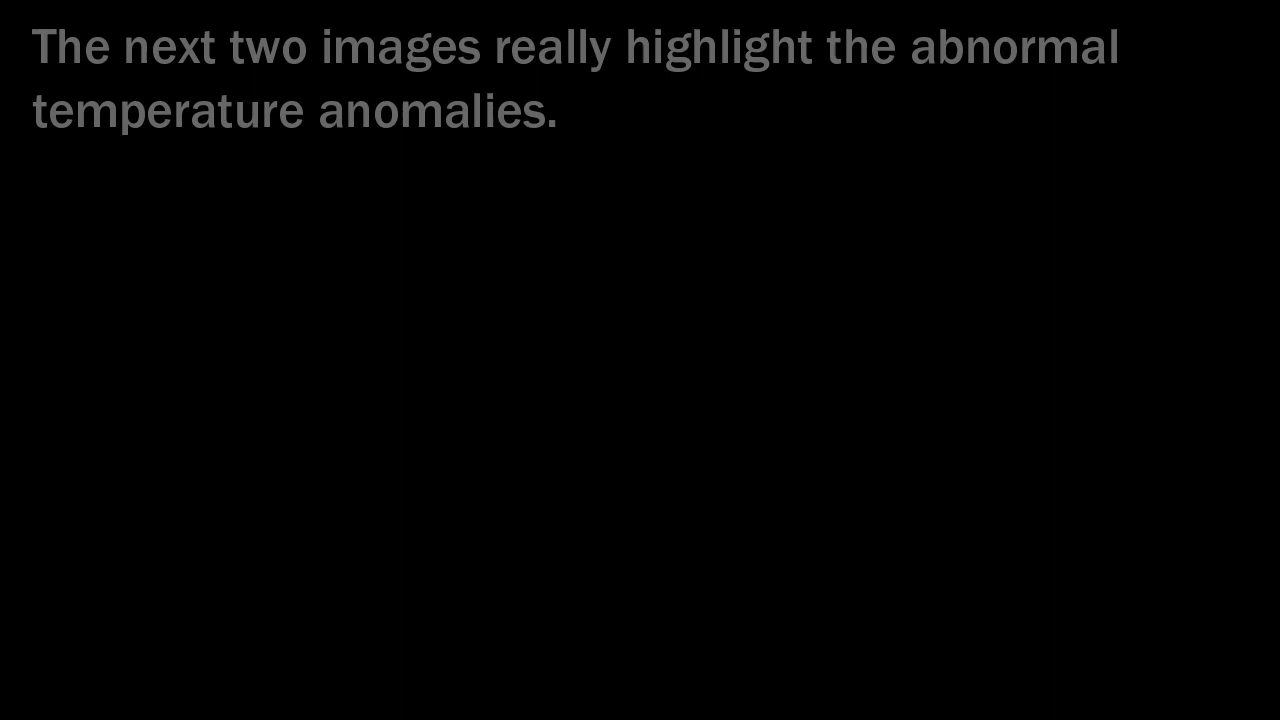 The next two images really highlight the abnormal
temperature anomalies.